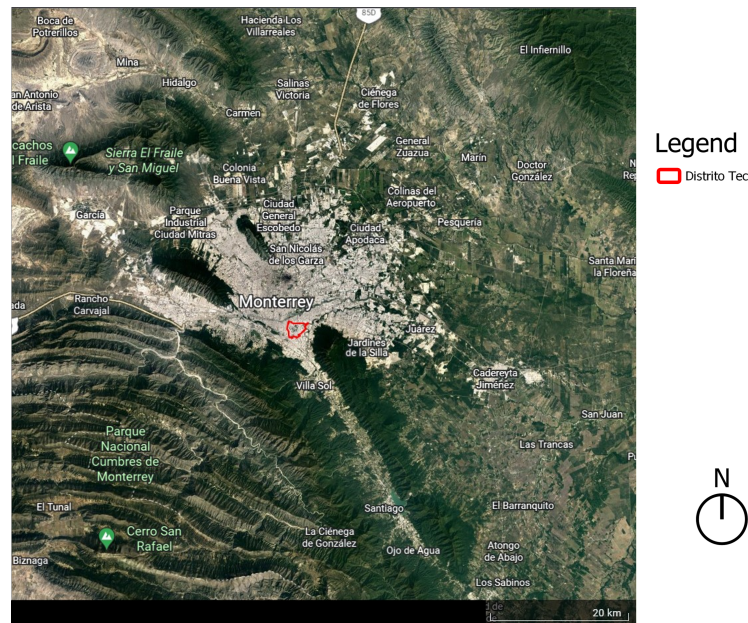 85D
Boca de
Potrerillos
Hacienda Los
Villarreales
El Infiernillo
Mina
Hidalgo
Salinas
Victoria
Ciénega
de Flores
an Antonio
de Arista
Carmen
General
Zuazua
cachos
l Fraile
Sierra El Fraile
y San Miguel
Marín
Doctor
González
N
Colonia
Buena Vista
Colinas del
Aeropuerto
García
Parque
Industrial
Ciudad Mitras
Ciudad
General
Escobedo
Ciudad
Apodaca
Pesquería
San Nicolás
de los Garza
Santa Mari
la Floreña
ada
Rancho
Carvajal
Monterrey
Juárez
Jardines
de la Silla
Villa Sol
Cadereyta
Jiménez
San Juan
Parque
Nacional
Cumbres de
Monterrey
Las Trancas
El Tunal
Santiago
El Barranquito
Cerro San
Rafael
La Ciénega
de González
Ojo de Agua
Atongo
de Abajo
Biznaga
Los Sabinos
20 km
Legend
Distrito Tec
N